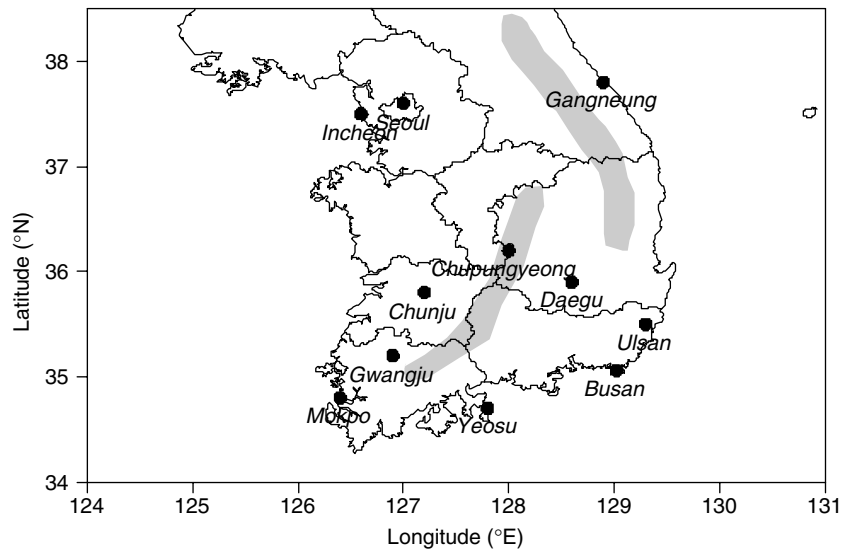 38
Gangneung
Seoul
Incheon
37
36
Chupungyeong
Daegu
Chunju
Ulsan
Gwangju
35
Busan
Mokpo
Yeosu
34
124
125
126
127
128
129
130
131
Latitude (°N)
Longitude (°E)